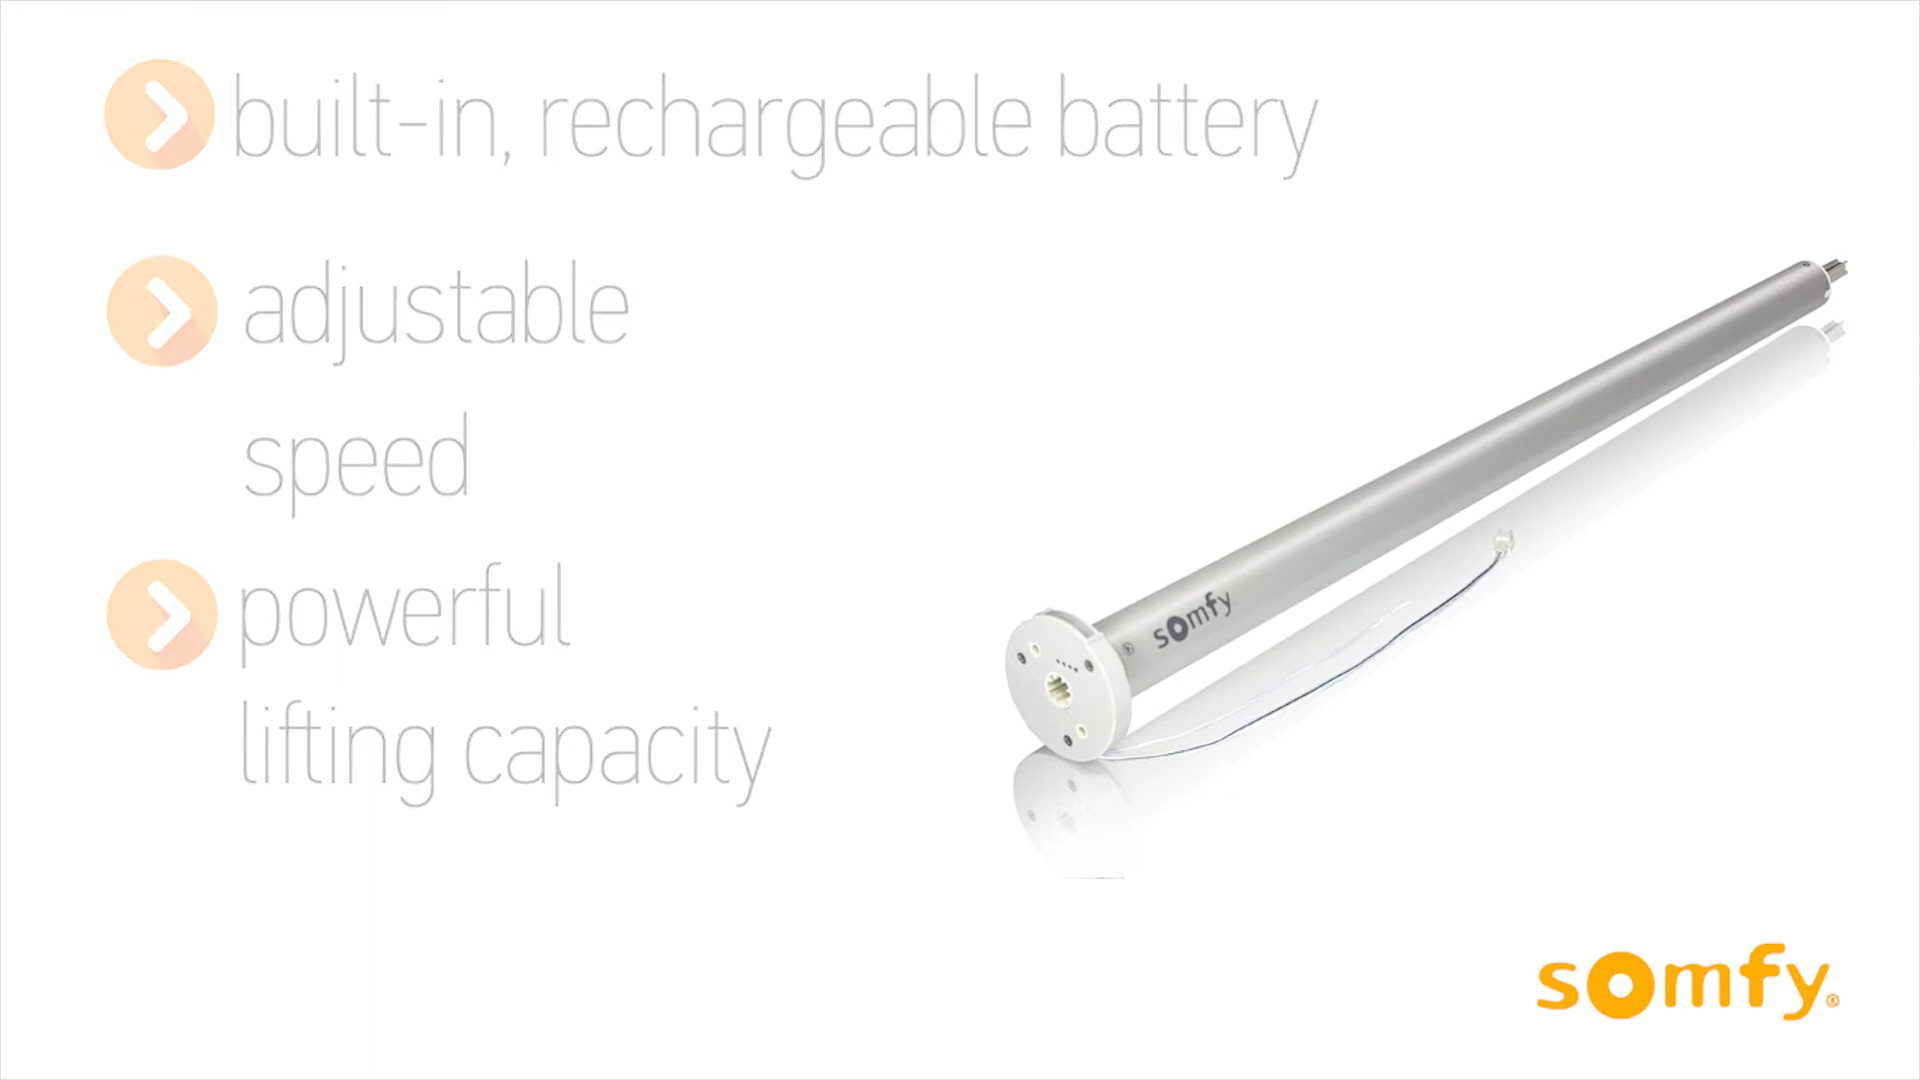 built-in, rechargeable battery
adjustable
speed
powerful
lifting capacity
somfy
somfy®